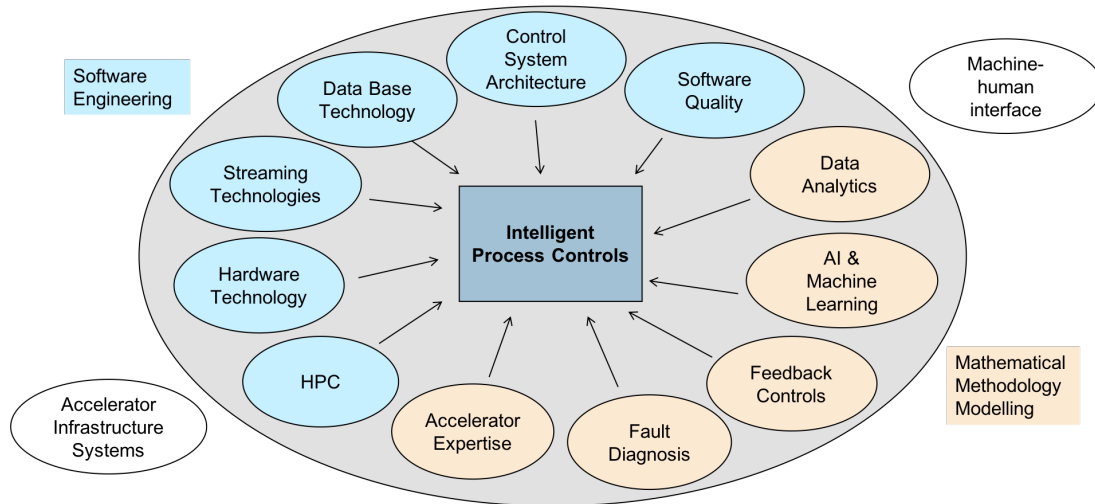 Control
System
Architecture
Software
Engineering
Data Base
Technology
Software
Quality
Machine-
human
interface
Streaming
Technologies
Data
Analytics
Intelligent
Process Controls
Hardware
Technology
AI &
Machine
Learning
HPC
Feedback
Controls
Mathematical
Methodology
Modelling
Accelerator
Infrastructure
Systems
Accelerator
Expertise
Fault
Diagnosis